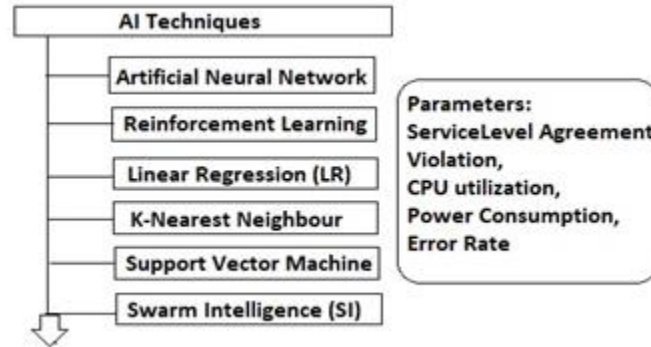 AI Techniques
Artificial Neural Network
Reinforcement Learning
Linear Regression (LR)
K-Nearest Neighbour
Support Vector Machine
Swarm Intelligence (SI)
Parameters:
ServiceLevel Agreement
Violation,
CPU utilization,
Power Consumption,
Error Rate